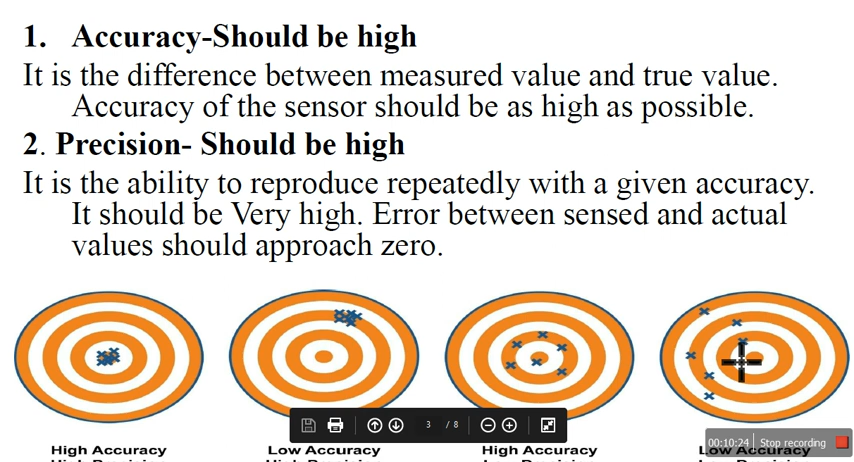 1. Accuracy-Should be high
It is the difference between measured value and true value.
Accuracy of the sensor should be as high as possible.
2. Precision- Should be high
It is the ability to reproduce repeatedly with a given accuracy.
It should be Very high. Error between sensed and actual
values should approach zero.
3 / 8
00:10:24 Stop recording
High Accuracy Low Accuracy High Accuracy Low Accuracy